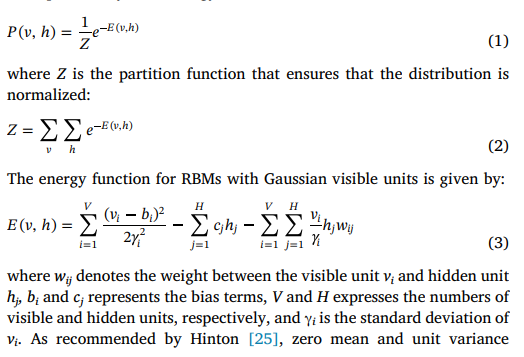 P(v, h) = \frac{1}{Z} e^{-E(v,h)}
(1)
where Z is the partition function that ensures that the distribution is
normalized:
Z = \sum_{v} \sum_{h} e^{-E(v,h)}
(2)
The energy function for RBMs with Gaussian visible units is given by:
E(v, h) = \sum_{i=1}^{V} \frac{(v_i - b_i)^2}{2γ_i^2} - \sum_{j=1}^{H} c_j h_j - \sum_{i=1}^{V} \sum_{j=1}^{H} \frac{v_i}{γ_i} h_j w_{ij}
(3)
where w_{ij} denotes the weight between the visible unit v_i and hidden unit
h_j, b_i and c_j represents the bias terms, V and H expresses the numbers of
visible and hidden units, respectively, and γ_i is the standard deviation of
v_i. As recommended by Hinton [25], zero mean and unit variance